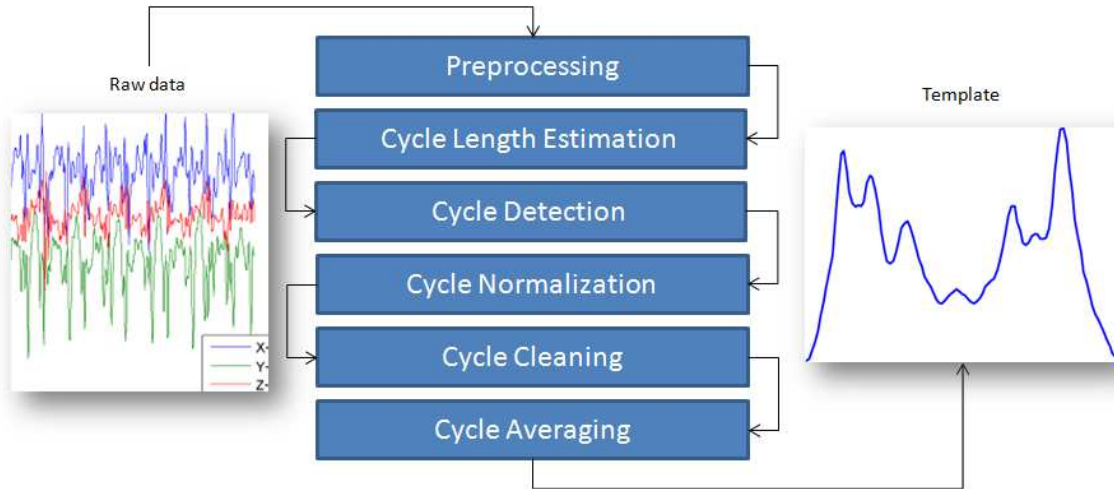 Raw data
X-
Y-
Z-
Preprocessing
Cycle Length Estimation
Cycle Detection
Cycle Normalization
Cycle Cleaning
Cycle Averaging
Template